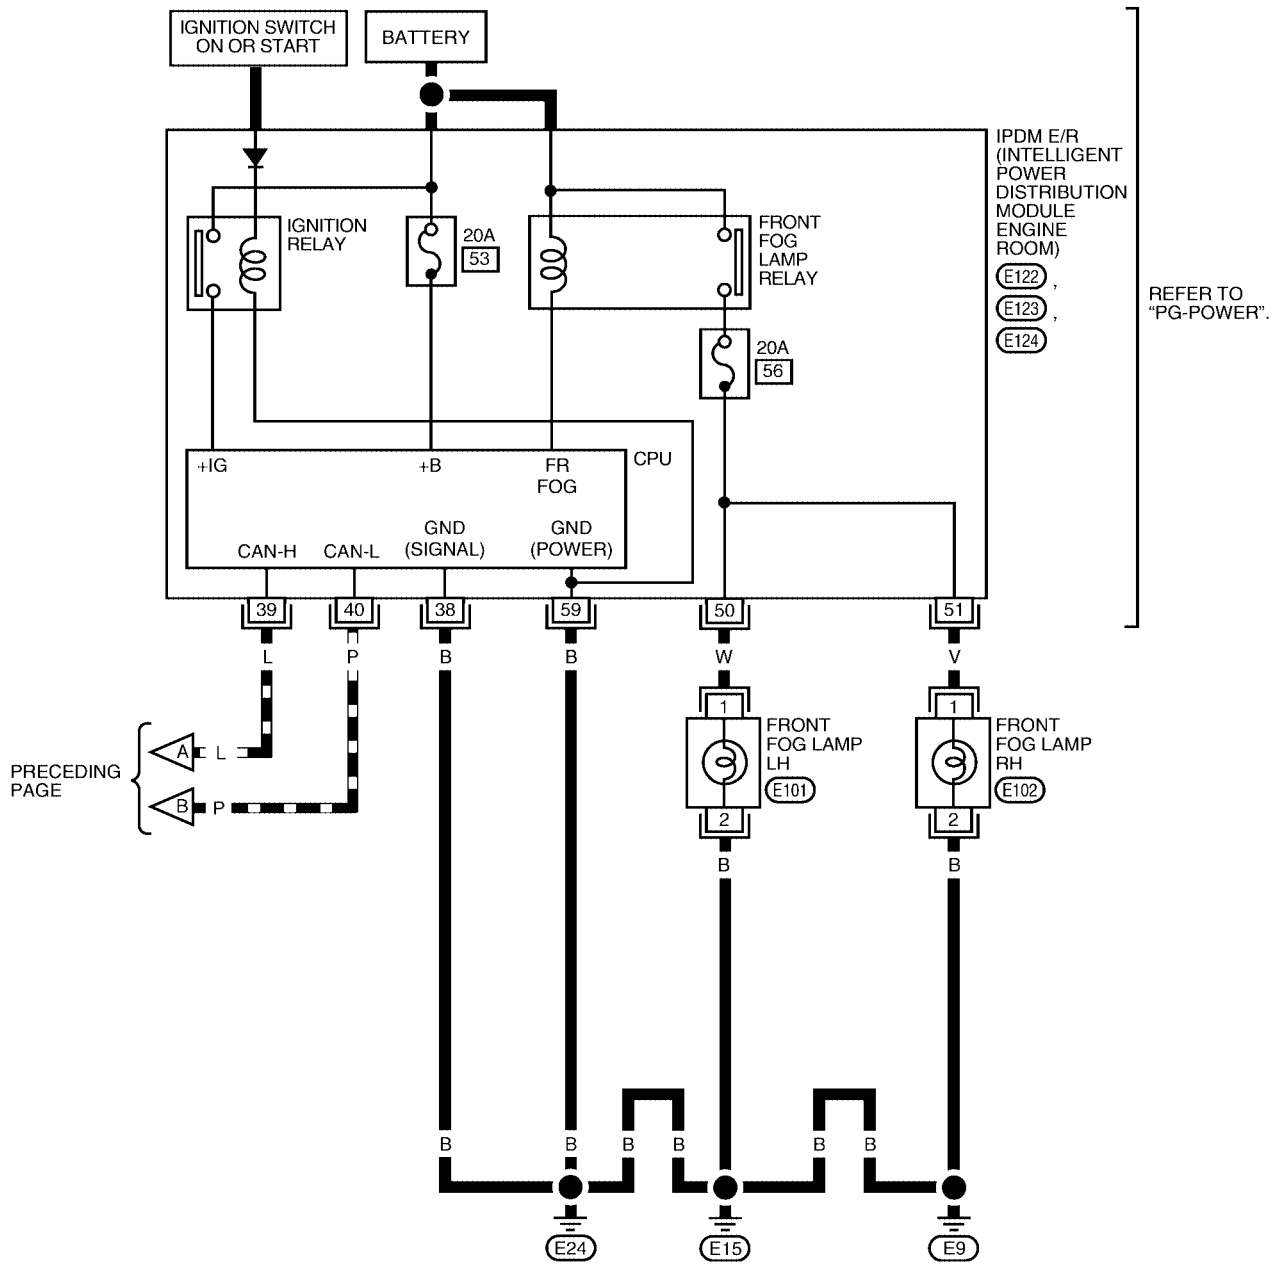 IGNITION SWITCH
ON OR START
BATTERY
IPDM E/R
(INTELLIGENT
POWER
DISTRIBUTION
MODULE
ENGINE
ROOM)
E122 ,
E123 ,
E124
REFER TO
“PG-POWER”.
IGNITION
RELAY
20A
53
FRONT
FOG
LAMP
RELAY
20A
56
CPU
+IG
+B
FR
FOG
CAN-H
CAN-L
GND
(SIGNAL)
GND
(POWER)
39
40
38
59
50
51
L
P
B
B
W
V
PRECEDING
PAGE
A
L
B
P
1
FRONT
FOG LAMP
LH
E101
2
1
FRONT
FOG LAMP
RH
E102
2
B
B
B
B
B
B
B
B
E24
E15
E9